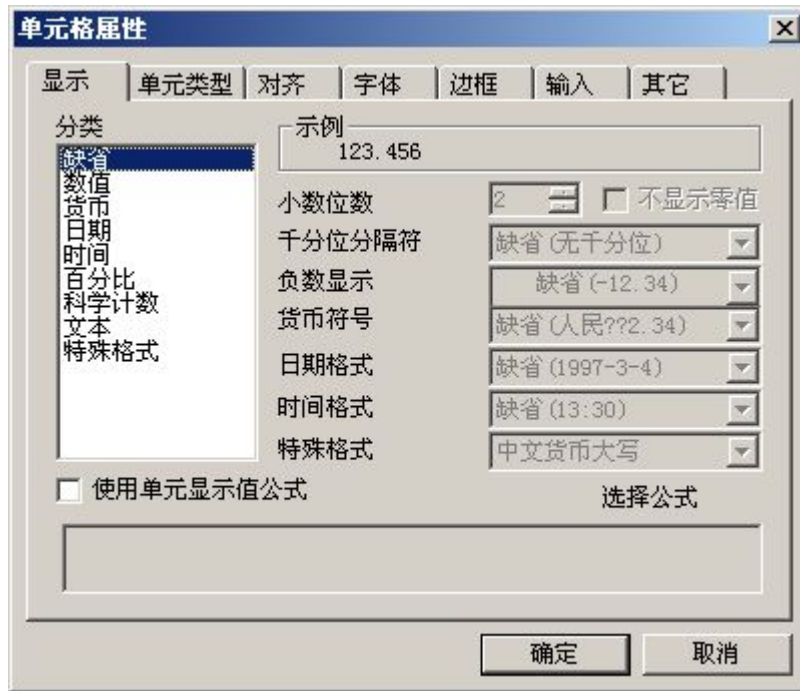 单元格属性
显示 单元类型 对齐 字体 边框 输入 其它
分类
缺省
数值
货币
日期
时间
百分比
科学计数
文本
特殊格式
示例
123.456
小数位数 2 不显示零值
千分位分隔符 缺省(无千分位)
负数显示 缺省(-12.34)
货币符号 缺省(人民??2.34)
日期格式 缺省(1997-3-4)
时间格式 缺省(13:30)
特殊格式 中文货币大写
使用单元显示值公式 选择公式
确定 取消